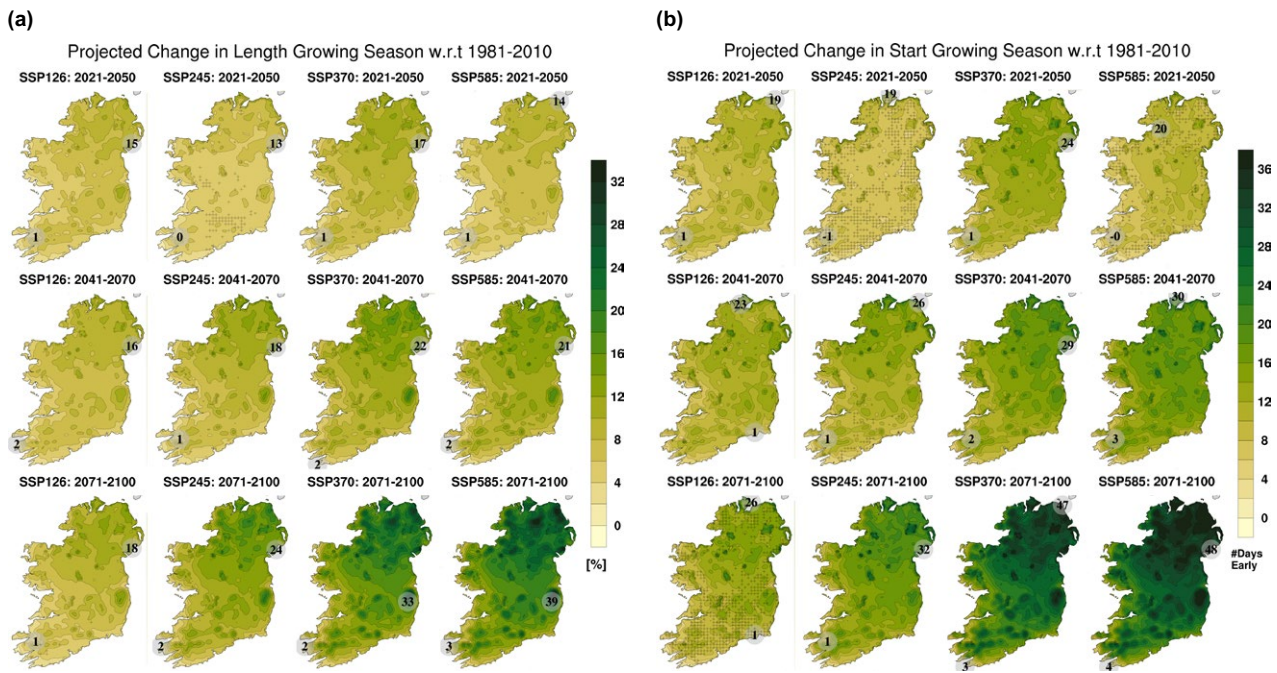 (a)
Projected Change in Length Growing Season w.r.t 1981-2010
SSP126: 2021-2050 SSP245: 2021-2050 SSP370: 2021-2050 SSP585: 2021-2050
14
15 13 17
1 0 1 1
SSP126: 2041-2070 SSP245: 2041-2070 SSP370: 2041-2070 SSP585: 2041-2070
16 18 22 21
2 1 2 2
SSP126: 2071-2100 SSP245: 2071-2100 SSP370: 2071-2100 SSP585: 2071-2100
18 24
33 39
1 2 2 3
32
28
24
20
16
12
8
4
0
[%]
(b)
Projected Change in Start Growing Season w.r.t 1981-2010
SSP126: 2021-2050 SSP245: 2021-2050 SSP370: 2021-2050 SSP585: 2021-2050
19 19
24 20
1 -1 1 -0
SSP126: 2041-2070 SSP245: 2041-2070 SSP370: 2041-2070 SSP585: 2041-2070
23 26 30
29
1 1 2 3
SSP126: 2071-2100 SSP245: 2071-2100 SSP370: 2071-2100 SSP585: 2071-2100
26 47
32 48
1 1 3 4
36
32
28
24
20
16
12
8
4
0
#Days
Early